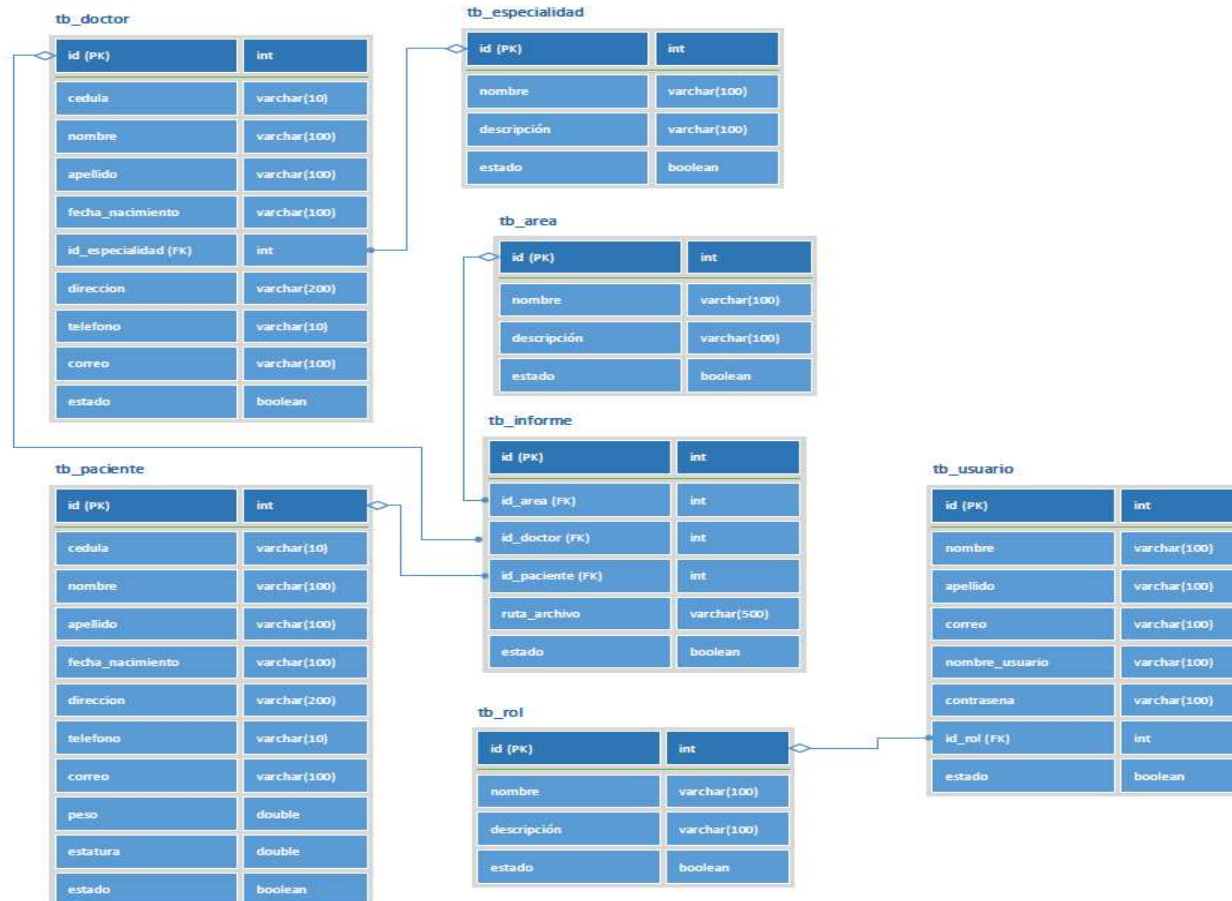 tb_doctor
id (PK) int
cedula varchar(10)
nombre varchar(100)
apellido varchar(100)
fecha_nacimiento varchar(100)
id_especialidad (FK) int
direccion varchar(200)
telefono varchar(10)
correo varchar(100)
estado boolean
tb_especialidad
id (PK) int
nombre varchar(100)
descripción varchar(100)
estado boolean
tb_area
id (PK) int
nombre varchar(100)
descripción varchar(100)
estado boolean
tb_informe
id (PK) int
id_area (FK) int
id_doctor (FK) int
id_paciente (FK) int
ruta_archivo varchar(500)
estado boolean
tb_paciente
id (PK) int
cedula varchar(10)
nombre varchar(100)
apellido varchar(100)
fecha_nacimiento varchar(100)
direccion varchar(200)
telefono varchar(10)
correo varchar(100)
peso double
estatura double
estado boolean
tb_rol
id (PK) int
nombre varchar(100)
descripción varchar(100)
estado boolean
tb_usuario
id (PK) int
nombre varchar(100)
apellido varchar(100)
correo varchar(100)
nombre_usuario varchar(100)
contrasena varchar(100)
id_rol (FK) int
estado boolean